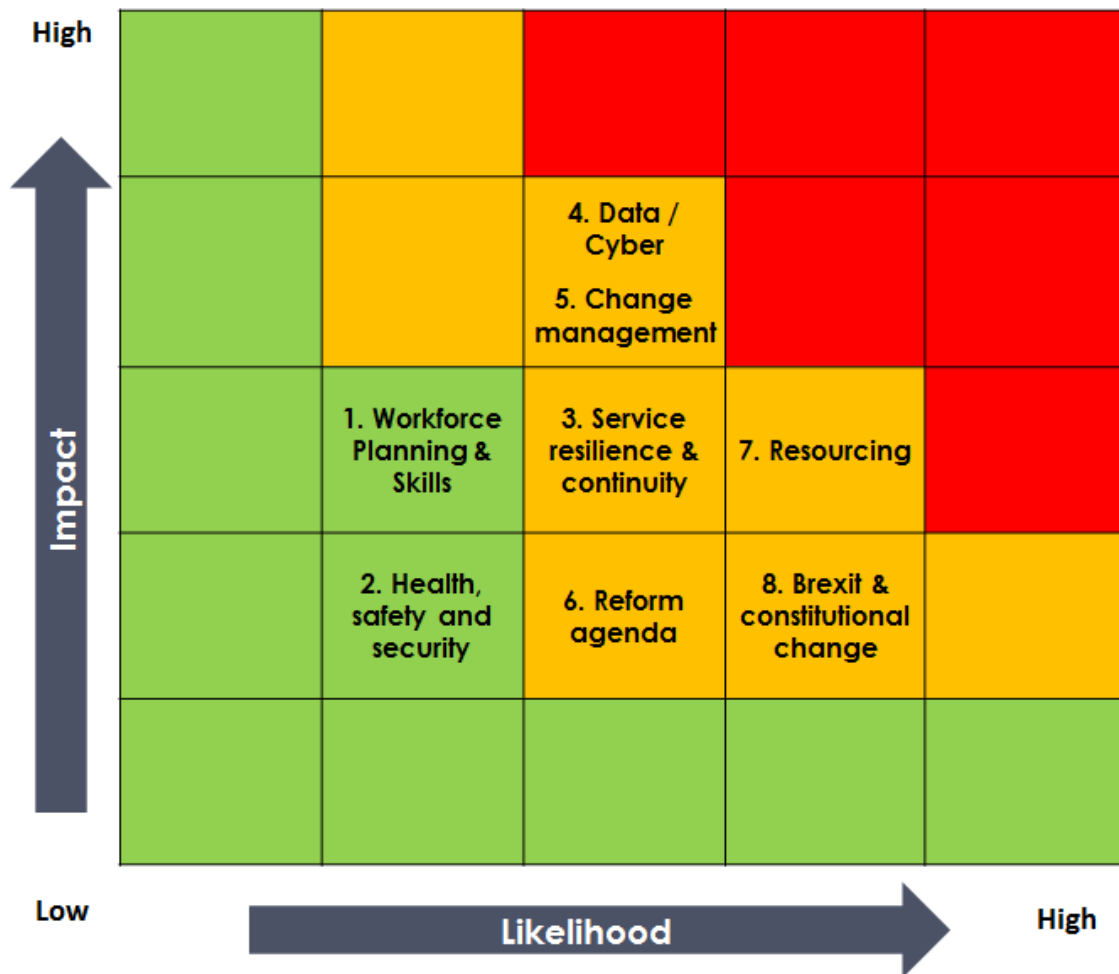 High
4. Data /
Cyber
5. Change
management
Impact
1. Workforce
Planning &
Skills
3. Service
resilience &
continuity
7. Resourcing
2. Health,
safety and
security
6. Reform
agenda
8. Brexit &
constitutional
change
Low
Likelihood
High